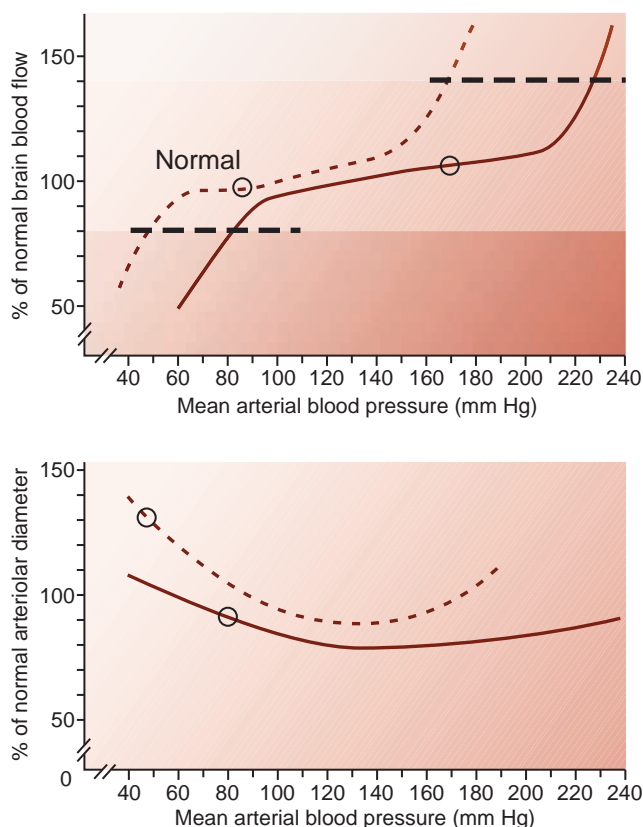 % of normal brain blood flow
150
100
50
Normal
40 60 80 100 120 140 160 180 200 220 240
Mean arterial blood pressure (mm Hg)
% of normal arteriolar diameter
150
100
50
0
40 60 80 100 120 140 160 180 200 220 240
Mean arterial blood pressure (mm Hg)